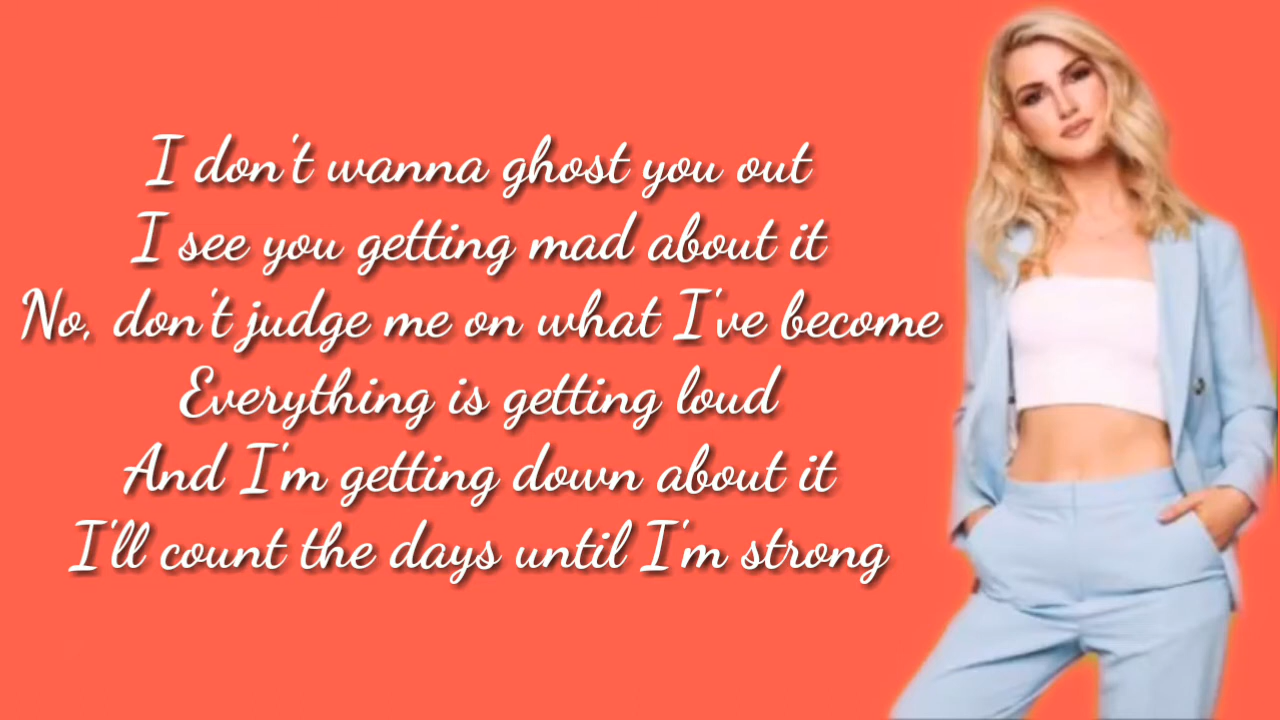 I don't wanna ghost you out
I see you getting mad about it
No, don't judge me on what I've become
Everything is getting loud
And I'm getting down about it
I'll count the days until I'm strong